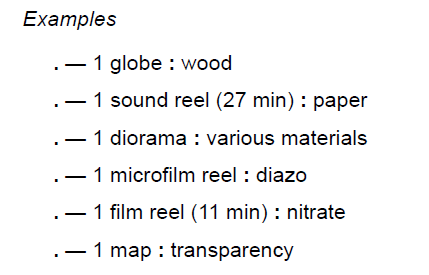 Examples
. — 1 globe : wood
. — 1 sound reel (27 min) : paper
. — 1 diorama : various materials
. — 1 microfilm reel : diazo
. — 1 film reel (11 min) : nitrate
. — 1 map : transparency